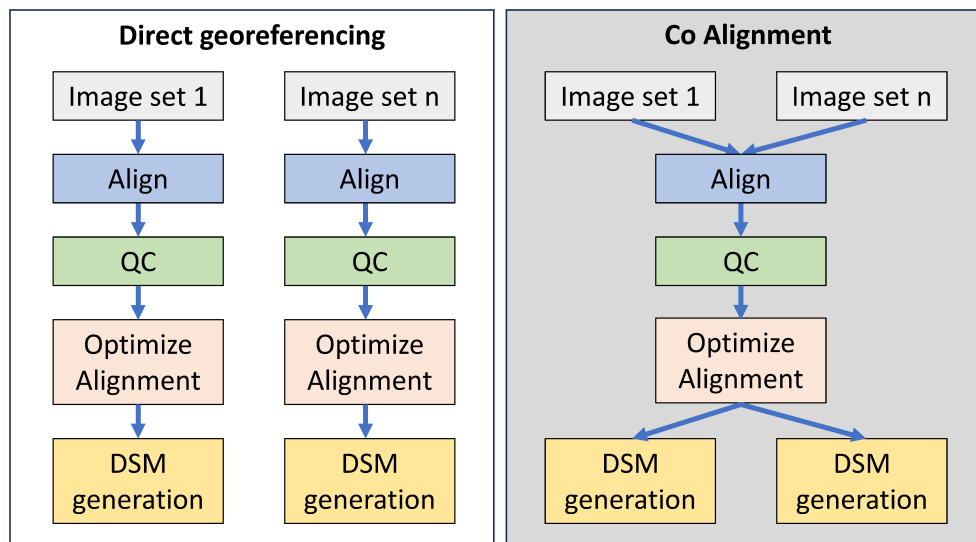 Direct georeferencing
Image set 1
Image set n
Align
Align
QC
QC
Optimize
Alignment
Optimize
Alignment
DSM
generation
DSM
generation
Co Alignment
Image set 1
Image set n
Align
QC
Optimize
Alignment
DSM
generation
DSM
generation